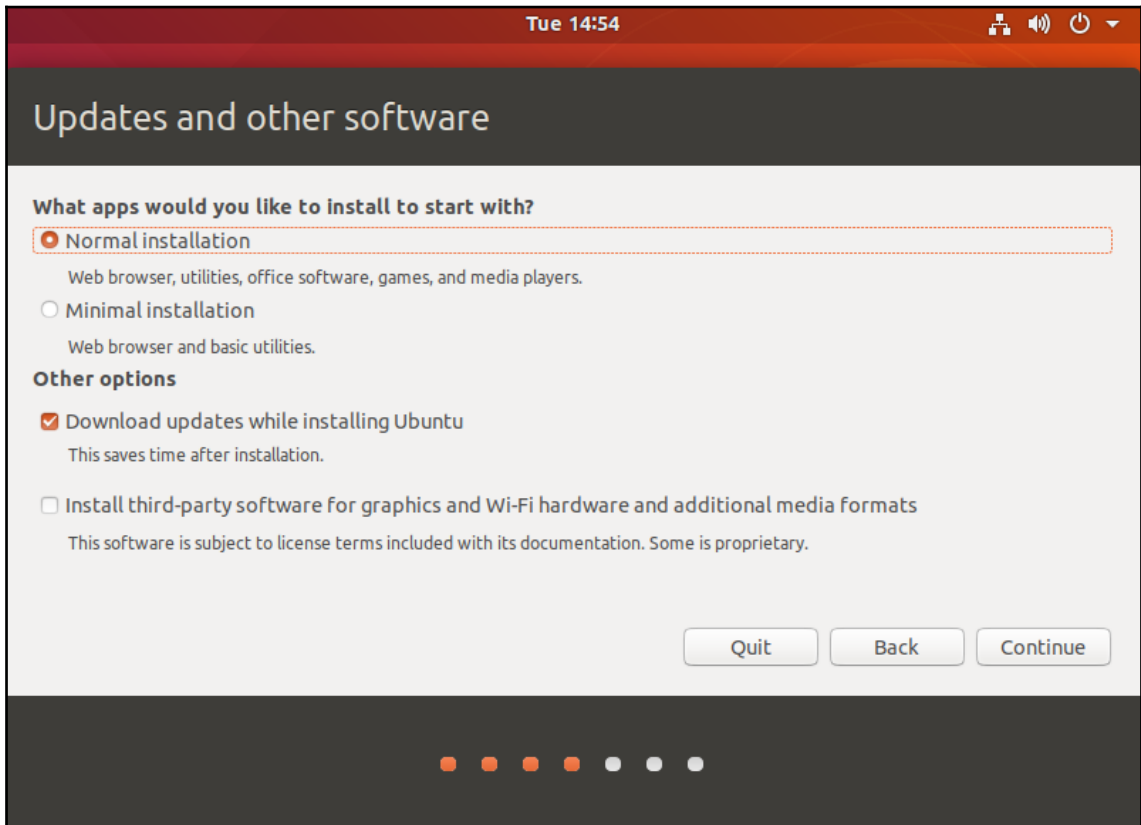 Tue 14:54
Updates and other software
What apps would you like to install to start with?
Normal installation
Web browser, utilities, office software, games, and media players.
Minimal installation
Web browser and basic utilities.
Other options
Download updates while installing Ubuntu
This saves time after installation.
Install third-party software for graphics and Wi-Fi hardware and additional media formats
This software is subject to license terms included with its documentation. Some is proprietary.
Quit Back Continue